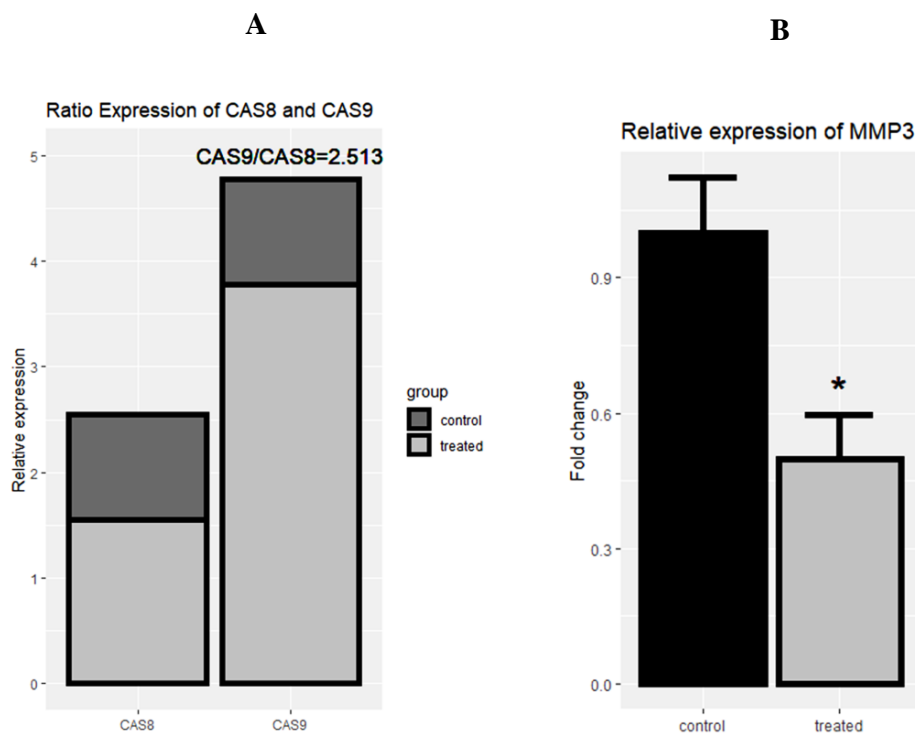 A
B
Ratio Expression of CAS8 and CAS9
CAS9/CAS8=2.513
Relative expression
5
4
3
2
1
0
CAS8
CAS9
group
control
treated
Relative expression of MMP3
Fold change
0.9
0.6
0.3
0.0
*
control
treated